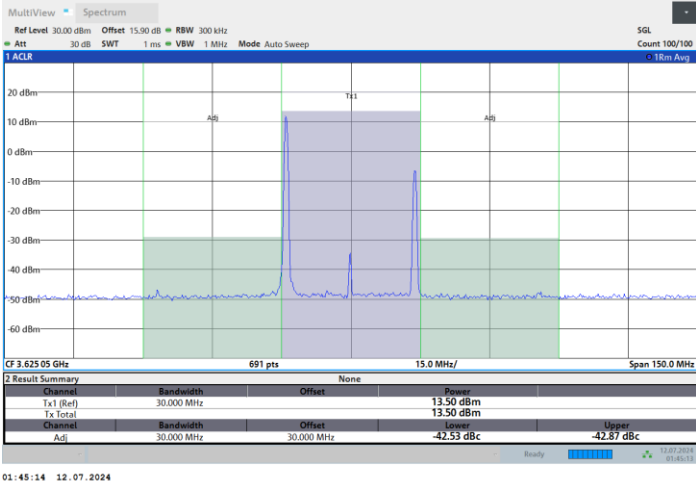 MultiView Spectrum
Ref Level 30.00 dBm Offset 15.90 dB RBW 300 kHz SGL
Att 30 dB SWT 1 ms VBW 1 MHz Mode Auto Sweep Count 100/100
1 ACLR 1Rm Avg
20 dBm
Tx1
10 dBm Adj Adj
0 dBm
-10 dBm
-20 dBm
-30 dBm
-40 dBm
-50 dBm
-60 dBm
CF 3.625 05 GHz 691 pts 15.0 MHz/ Span 150.0 MHz
2 Result Summary None
Channel Bandwidth Offset Power
Tx1 (Ref) 30.000 MHz 13.50 dBm
Tx Total 13.50 dBm
Channel Bandwidth Offset Lower Upper
Adj 30.000 MHz 30.000 MHz -42.53 dBc -42.87 dBc
Ready 12.07.2024
01:45:13
01:45:14 12.07.2024